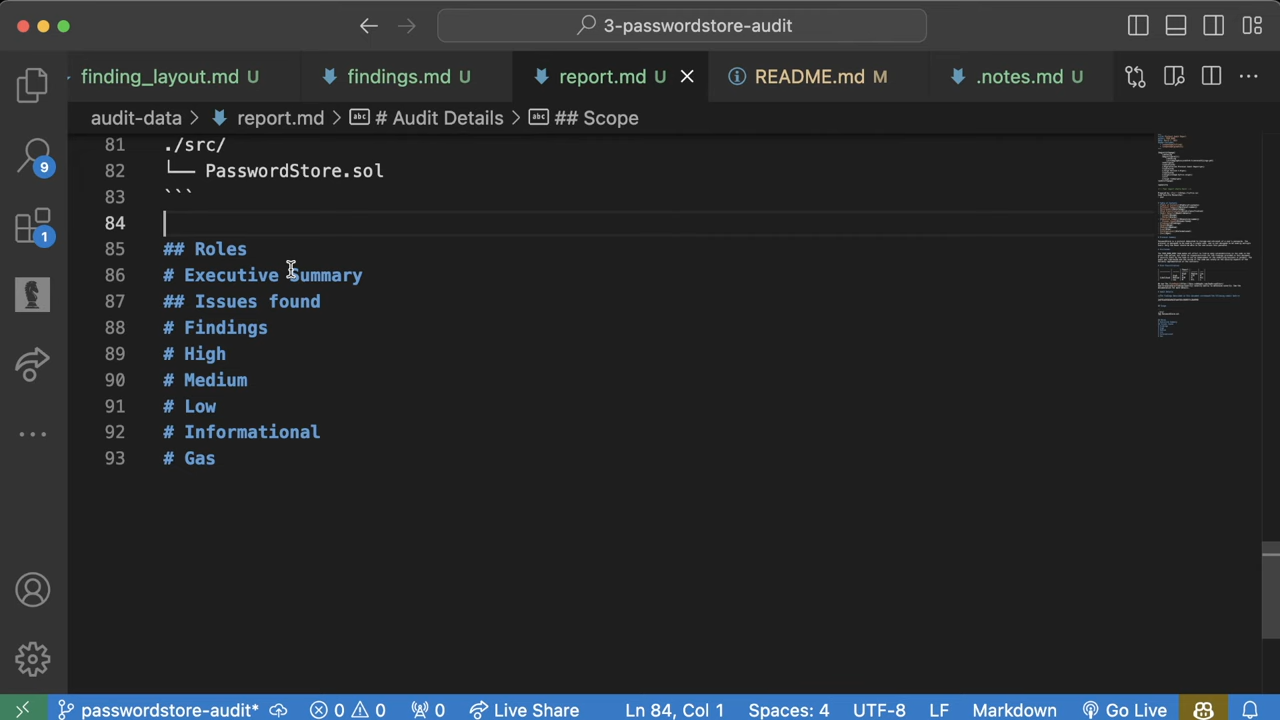 3-passwordstore-audit
finding_layout.md U
findings.md U
report.md U
README.md M
.notes.md U
audit-data > report.md > # Audit Details > ## Scope
81 ./src/
82 └── PasswordStore.sol
83 ```
84
85 ## Roles
86 # Executive Summary
87 ## Issues found
88 # Findings
89 # High
90 # Medium
91 # Low
92 # Informational
93 # Gas
9
1
passwordstore-audit* 0 0 0 Live Share Ln 84, Col 1 Spaces: 4 UTF-8 LF Markdown Go Live